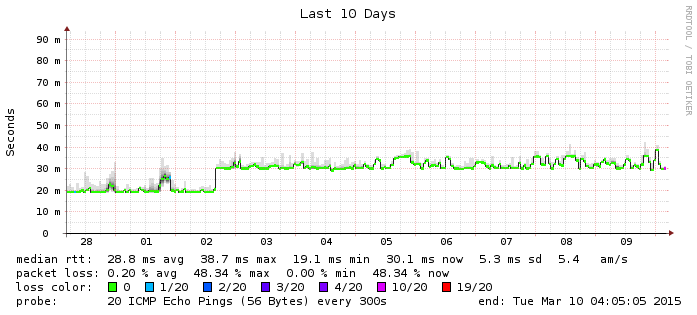 Last 10 Days
RRDTOOL / TOBI OETIKER
Seconds
90 m
80 m
70 m
60 m
50 m
40 m
30 m
20 m
10 m
0
28 01 02 03 04 05 06 07 08 09
median rtt: 28.8 ms avg 38.7 ms max 19.1 ms min 30.1 ms now 5.3 ms sd 5.4 am/s
packet loss: 0.20 % avg 48.34 % max 0.00 % min 48.34 % now
loss color: 0 1/20 2/20 3/20 4/20 10/20 19/20
probe: 20 ICMP Echo Pings (56 Bytes) every 300s end: Tue Mar 10 04:05:05 2015